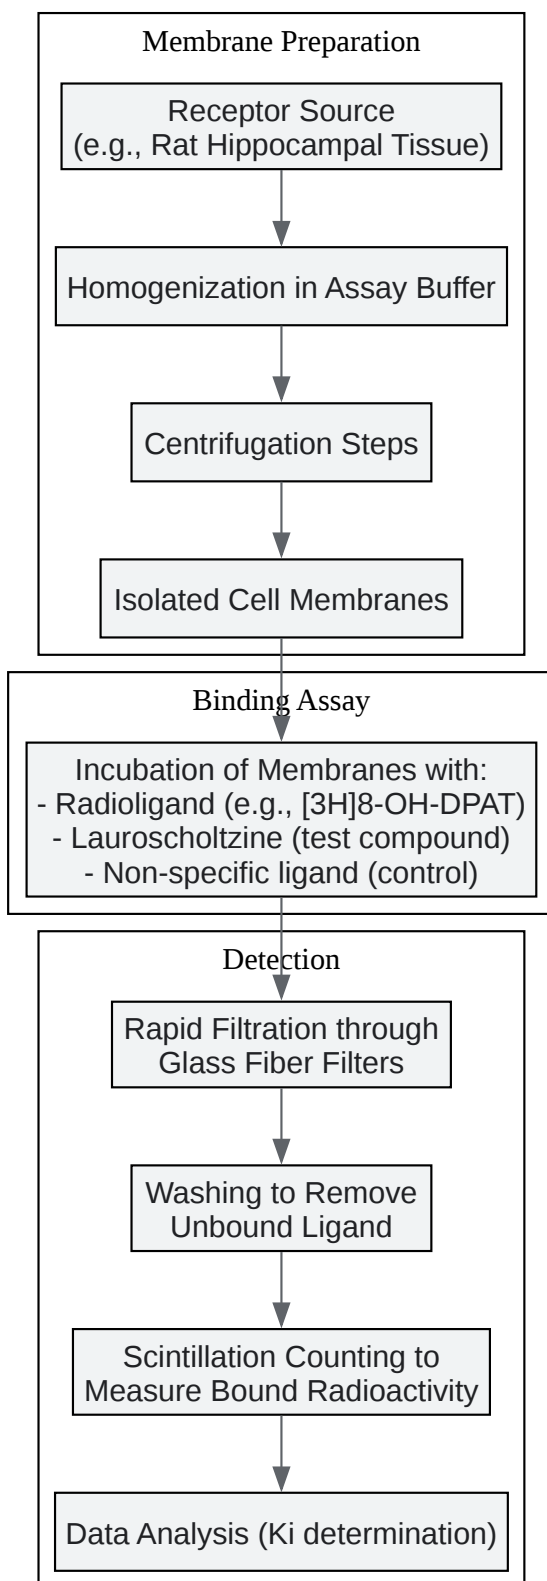 Membrane Preparation
Receptor Source
(e.g., Rat Hippocampal Tissue)
Homogenization in Assay Buffer
Centrifugation Steps
Isolated Cell Membranes
Binding Assay
Incubation of Membranes with:
- Radioligand (e.g., [3H]8-OH-DPAT)
- Lauroscholtzine (test compound)
- Non-specific ligand (control)
Detection
Rapid Filtration through
Glass Fiber Filters
Washing to Remove
Unbound Ligand
Scintillation Counting to
Measure Bound Radioactivity
Data Analysis (Ki determination)